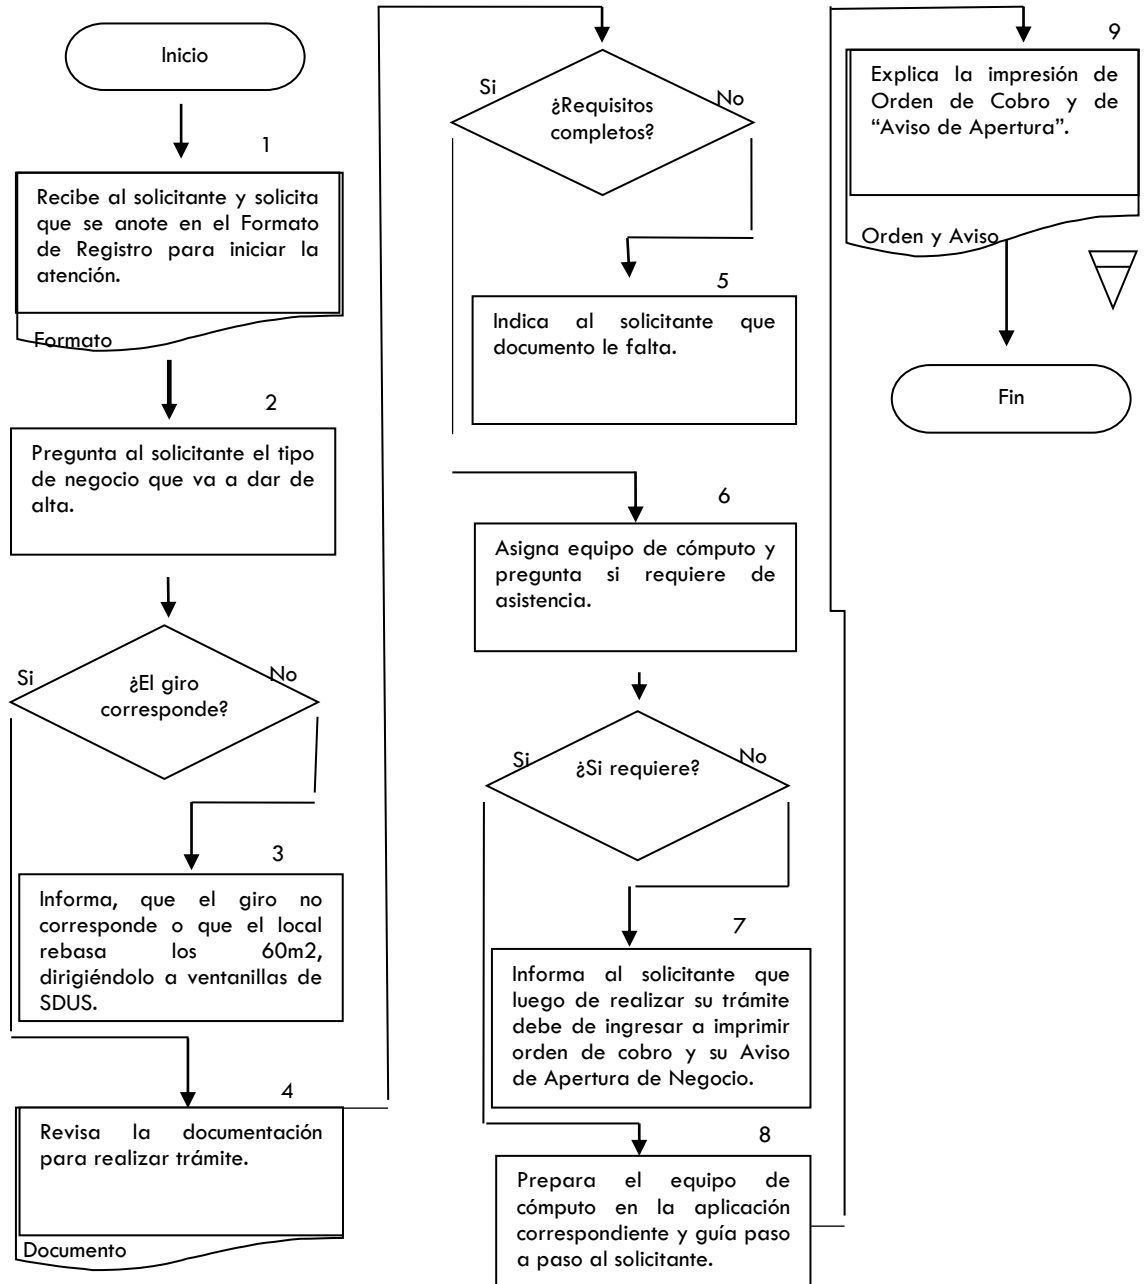 Inicio
1
Recibe al solicitante y solicita
que se anote en el Formato
de Registro para iniciar la
atención.
Formato
2
Pregunta al solicitante el tipo
de negocio que va a dar de
alta.
Si
No
¿El giro
corresponde?
3
Informa, que el giro no
corresponde o que el local
rebasa los 60m2,
dirigiéndolo a ventanillas de
SDUS.
4
Revisa la documentación
para realizar trámite.
Documento
Si
No
¿Requisitos
completos?
5
Indica al solicitante que
documento le falta.
6
Asigna equipo de cómputo y
pregunta si requiere de
asistencia.
Si
No
¿Si requiere?
7
Informa al solicitante que
luego de realizar su trámite
debe de ingresar a imprimir
orden de cobro y su Aviso
de Apertura de Negocio.
8
Prepara el equipo de
cómputo en la aplicación
correspondiente y guía paso
a paso al solicitante.
9
Explica la impresión de
Orden de Cobro y de
“Aviso de Apertura”.
Orden y Aviso
Fin